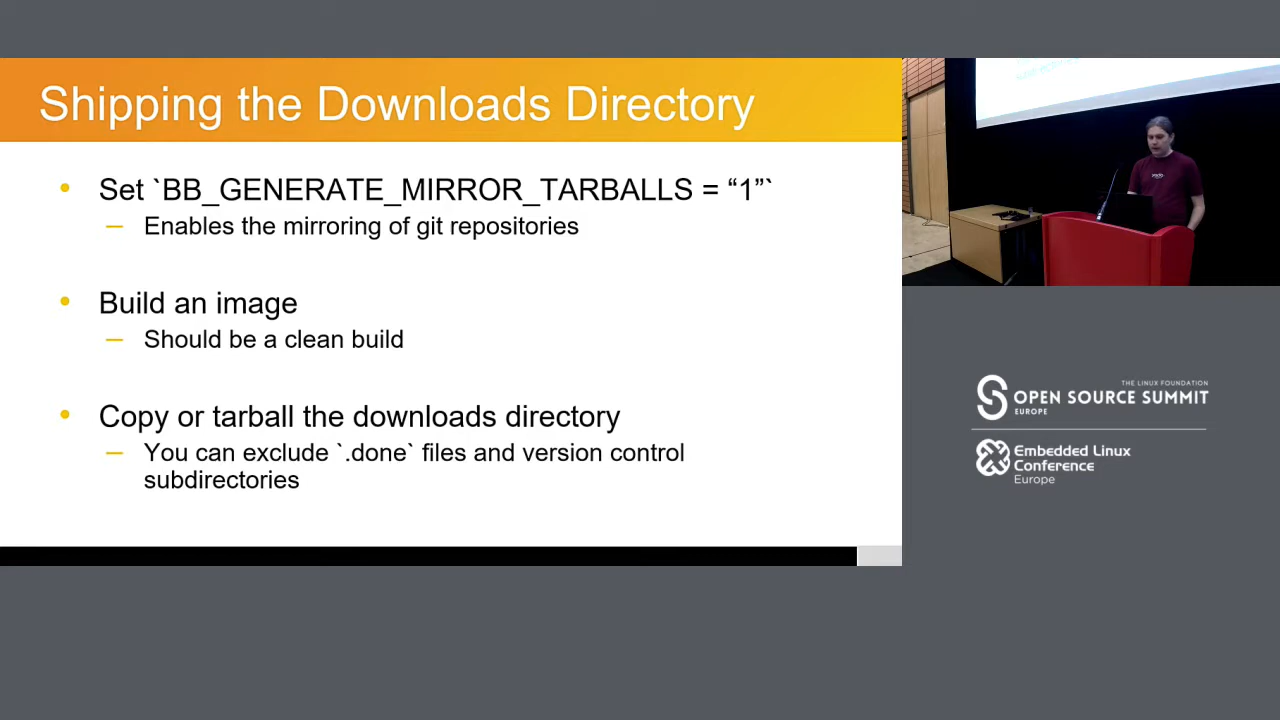 Shipping the Downloads Directory
• Set `BB_GENERATE_MIRROR_TARBALLS = “1”`
– Enables the mirroring of git repositories
• Build an image
– Should be a clean build
• Copy or tarball the downloads directory
– You can exclude `.done` files and version control
subdirectories
THE LINUX FOUNDATION
OPEN SOURCE SUMMIT
EUROPE
Embedded Linux
Conference
Europe